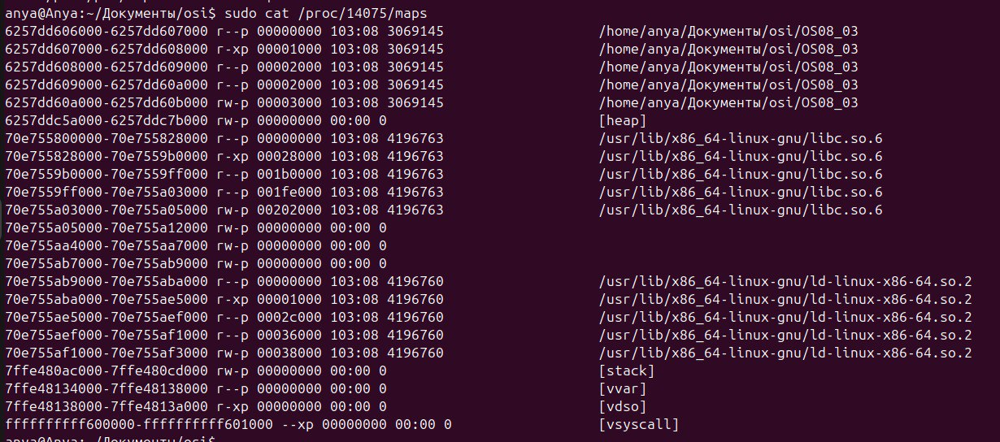 anya@Anya:~/Документы/osi$ sudo cat /proc/14075/maps
6257dd606000-6257dd607000 r--p 00000000 103:08 3069145 /home/anya/Документы/osi/OS08_03
6257dd607000-6257dd608000 r-xp 00001000 103:08 3069145 /home/anya/Документы/osi/OS08_03
6257dd608000-6257dd609000 r--p 00002000 103:08 3069145 /home/anya/Документы/osi/OS08_03
6257dd609000-6257dd60a000 r--p 00002000 103:08 3069145 /home/anya/Документы/osi/OS08_03
6257dd60a000-6257dd60b000 rw-p 00003000 103:08 3069145 /home/anya/Документы/osi/OS08_03
6257ddc5a000-6257ddc7b000 rw-p 00000000 00:00 0 [heap]
70e755800000-70e755828000 r--p 00000000 103:08 4196763 /usr/lib/x86_64-linux-gnu/libc.so.6
70e755828000-70e7559b0000 r-xp 00028000 103:08 4196763 /usr/lib/x86_64-linux-gnu/libc.so.6
70e7559b0000-70e7559ff000 r--p 001b0000 103:08 4196763 /usr/lib/x86_64-linux-gnu/libc.so.6
70e7559ff000-70e755a03000 r--p 001fe000 103:08 4196763 /usr/lib/x86_64-linux-gnu/libc.so.6
70e755a03000-70e755a05000 rw-p 00202000 103:08 4196763 /usr/lib/x86_64-linux-gnu/libc.so.6
70e755a05000-70e755a12000 rw-p 00000000 00:00 0
70e755aa4000-70e755aa7000 rw-p 00000000 00:00 0
70e755ab7000-70e755ab9000 rw-p 00000000 00:00 0
70e755ab9000-70e755aba000 r--p 00000000 103:08 4196760 /usr/lib/x86_64-linux-gnu/ld-linux-x86-64.so.2
70e755aba000-70e755ae5000 r-xp 00001000 103:08 4196760 /usr/lib/x86_64-linux-gnu/ld-linux-x86-64.so.2
70e755ae5000-70e755aef000 r--p 0002c000 103:08 4196760 /usr/lib/x86_64-linux-gnu/ld-linux-x86-64.so.2
70e755aef000-70e755af1000 r--p 00036000 103:08 4196760 /usr/lib/x86_64-linux-gnu/ld-linux-x86-64.so.2
70e755af1000-70e755af3000 rw-p 00038000 103:08 4196760 /usr/lib/x86_64-linux-gnu/ld-linux-x86-64.so.2
7ffe480ac000-7ffe480cd000 rw-p 00000000 00:00 0 [stack]
7ffe48134000-7ffe48138000 r--p 00000000 00:00 0 [vvar]
7ffe48138000-7ffe4813a000 r-xp 00000000 00:00 0 [vdso]
ffffffffff600000-ffffffffff601000 --xp 00000000 00:00 0 [vsyscall]
anya@Anya:~/Документы/osi$